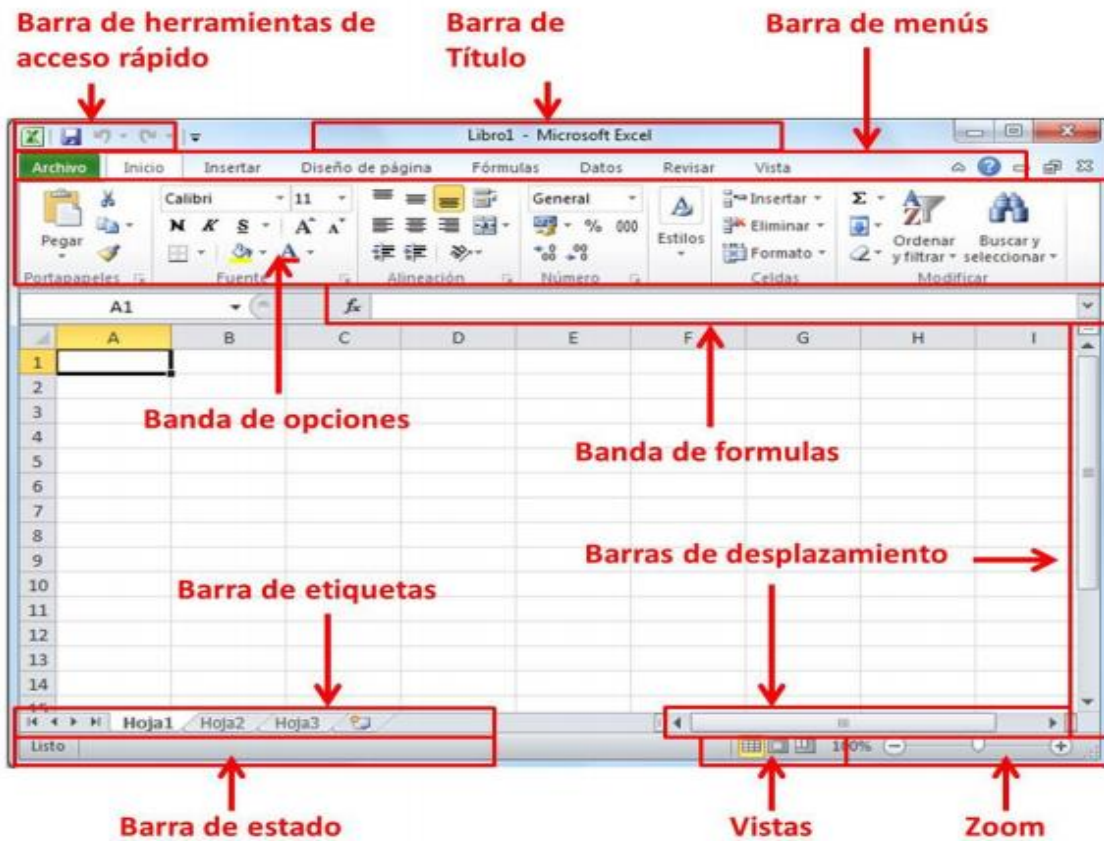 Barra de herramientas de
acceso rápido
Barra de
Título
Barra de menús
Libro1 - Microsoft Excel
Archivo Inicio Insertar Diseño de página Fórmulas Datos Revisar Vista
Pegar
Portapapeles
Calibri 11
N K S A A
A
Fuente
Alineación
General
% 000
Número
Estilos
Insertar
Eliminar
Formato
Celdas
Σ
Ordenar
y filtrar
Buscar y
seleccionar
Modificar
A1 fx
A B C D E F G H I
1
2
3
4
5
6
7
8
9
10
11
12
13
14
15
Banda de opciones
Banda de formulas
Barras de desplazamiento
Barra de etiquetas
Hoja1 Hoja2 Hoja3
Listo
100%
Barra de estado
Vistas
Zoom